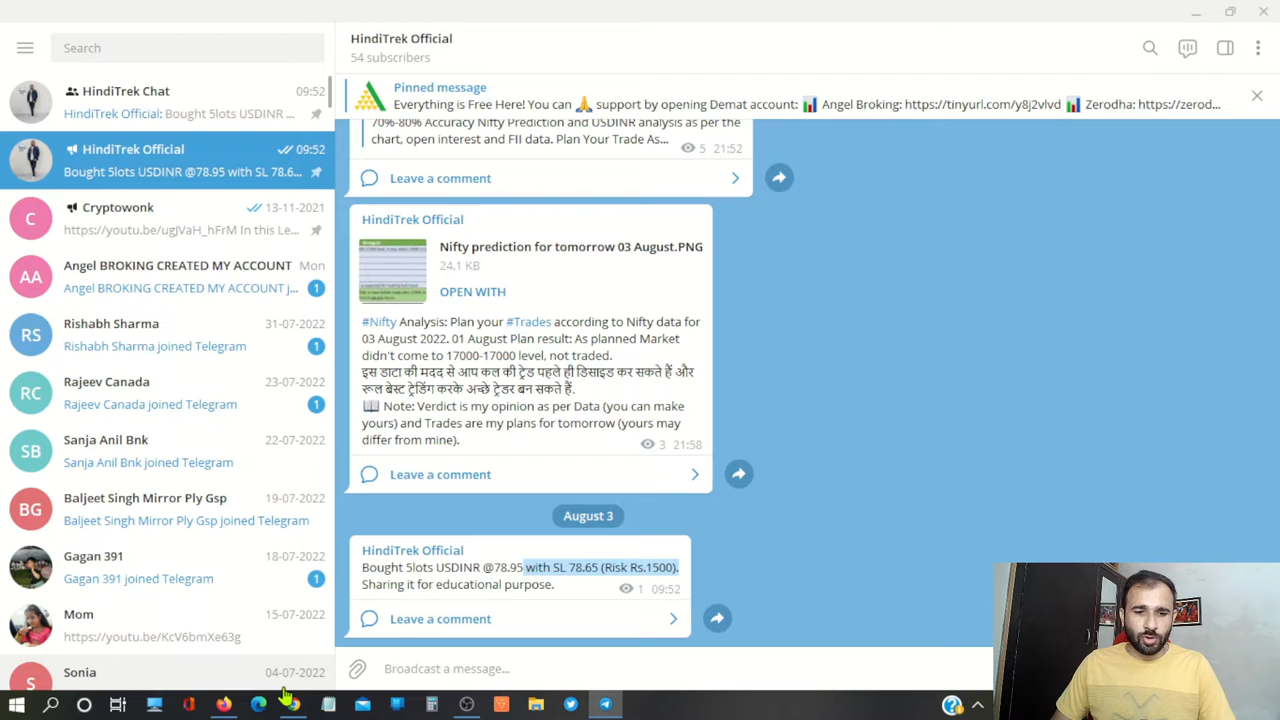 Search
HindiTrek Chat
09:52
HindiTrek Official: Bought 5lots USDINR ...
HindiTrek Official
09:52
Bought 5lots USDINR @78.95 with SL 78.6...
Cryptowonk
13-11-2021
https://youtu.be/ugJVaH_hFrM In this Le...
AA
Angel BROKING CREATED MY ACCOUNT
Mon
Angel BROKING CREATED MY ACCOUNT j...
1
RS
Rishabh Sharma
31-07-2022
Rishabh Sharma joined Telegram
1
RC
Rajeev Canada
23-07-2022
Rajeev Canada joined Telegram
1
SB
Sanja Anil Bnk
22-07-2022
Sanja Anil Bnk joined Telegram
BG
Baljeet Singh Mirror Ply Gsp
19-07-2022
Baljeet Singh Mirror Ply Gsp joined Telegram
Gagan 391
18-07-2022
Gagan 391 joined Telegram
1
Mom
15-07-2022
https://youtu.be/KcV6bmXe63g
S
Sonia
04-07-2022
C
HindiTrek Official
54 subscribers
Pinned message
Everything is Free Here! You can 🙏 support by opening Demat account: 📊 Angel Broking: https://tinyurl.com/y8j2vlvd 📊 Zerodha: https://zerod...
70%-80% Accuracy Nifty Prediction and USDINR analysis as per the
chart, open interest and FII data. Plan Your Trade As...
5 21:52
Leave a comment
HindiTrek Official
Nifty prediction for tomorrow 03 August.PNG
24.1 KB
OPEN WITH
#Nifty Analysis: Plan your #Trades according to Nifty data for
03 August 2022. 01 August Plan result: As planned Market
didn't come to 17000-17000 level, not traded.
इस डाटा की मदद से आप कल की ट्रेड पहले ही डिसाइड कर सकते हैं और
रूल बेस्ट ट्रेडिंग करके अच्छे ट्रेडर बन सकते हैं.
📖 Note: Verdict is my opinion as per Data (you can make
yours) and Trades are my plans for tomorrow (yours may
differ from mine).
3 21:58
Leave a comment
August 3
HindiTrek Official
Bought 5lots USDINR @78.95 with SL 78.65 (Risk Rs.1500).
Sharing it for educational purpose.
1 09:52
Leave a comment
Broadcast a message...